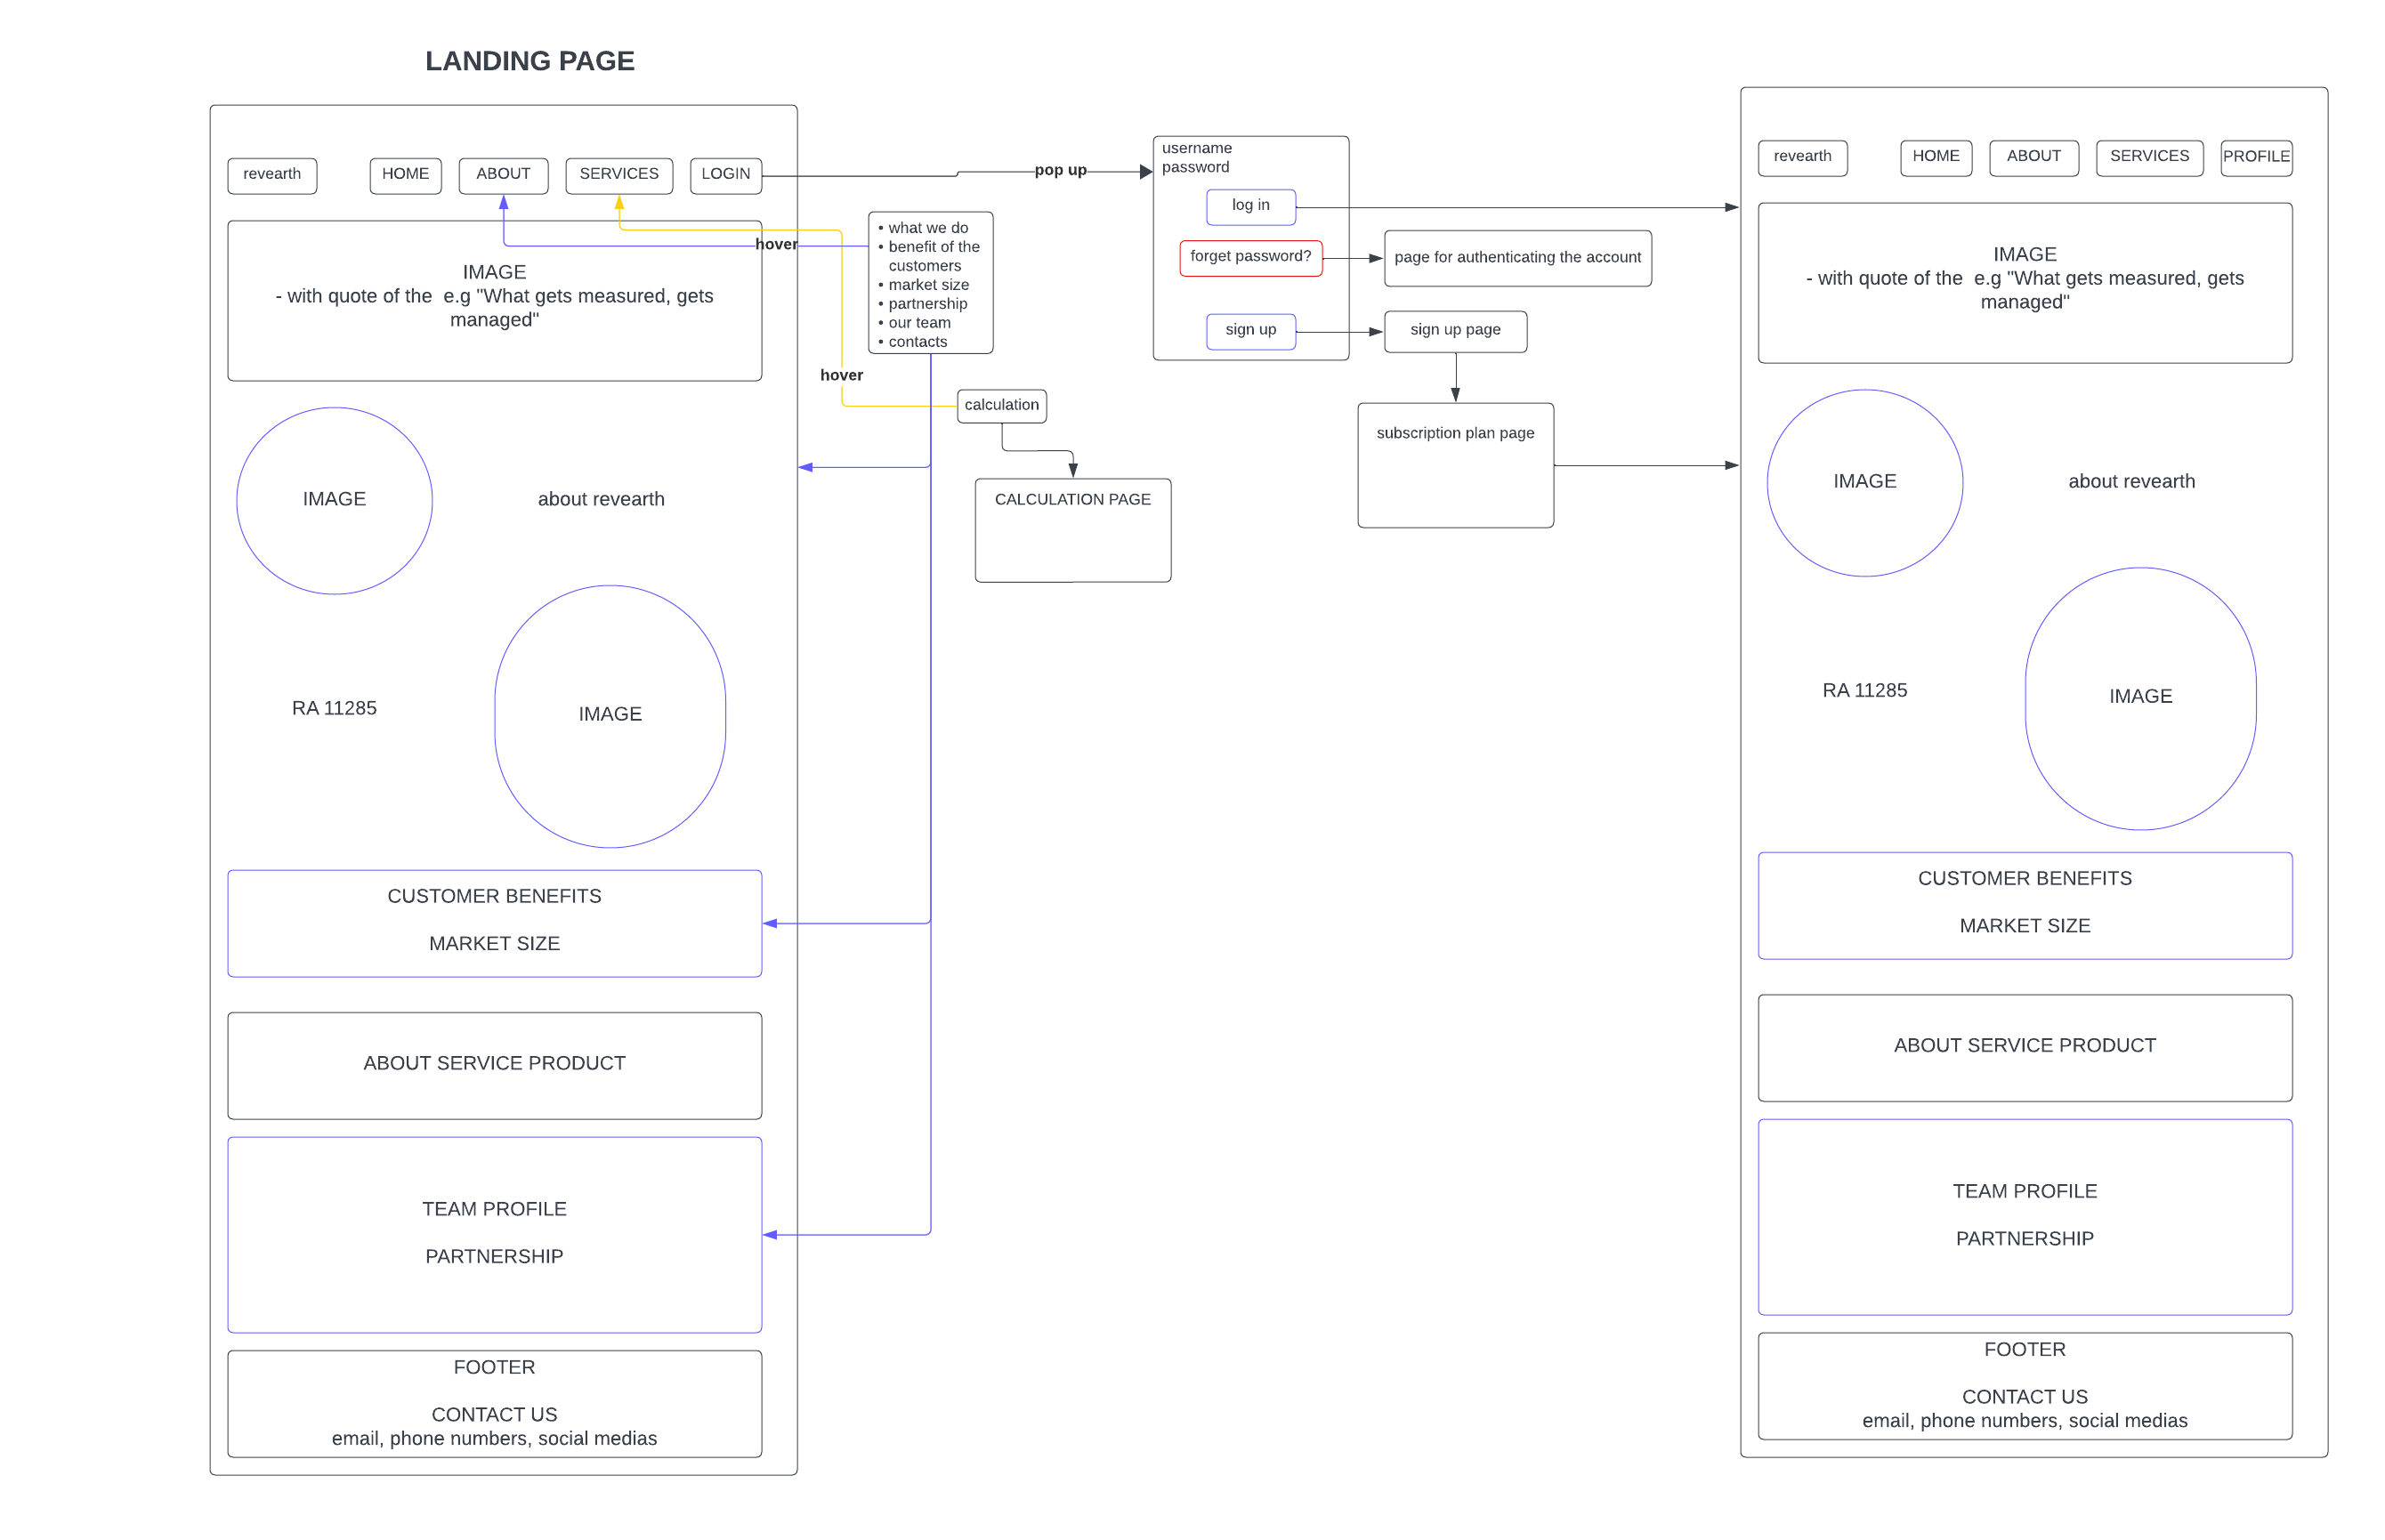 LANDING PAGE
revearth
HOME
ABOUT
SERVICES
LOGIN
IMAGE
- with quote of the  e.g "What gets measured, gets
managed"
IMAGE
about revearth
RA 11285
IMAGE
CUSTOMER BENEFITS
MARKET SIZE
ABOUT SERVICE PRODUCT
TEAM PROFILE
PARTNERSHIP
FOOTER
CONTACT US
email, phone numbers, social medias
hover
• what we do
• benefit of the
customers
• market size
• partnership
• our team
• contacts
hover
calculation
CALCULATION PAGE
pop up
username
password
log in
forget password?
sign up
page for authenticating the account
sign up page
subscription plan page
revearth
HOME
ABOUT
SERVICES
PROFILE
IMAGE
- with quote of the  e.g "What gets measured, gets
managed"
IMAGE
about revearth
RA 11285
IMAGE
CUSTOMER BENEFITS
MARKET SIZE
ABOUT SERVICE PRODUCT
TEAM PROFILE
PARTNERSHIP
FOOTER
CONTACT US
email, phone numbers, social medias